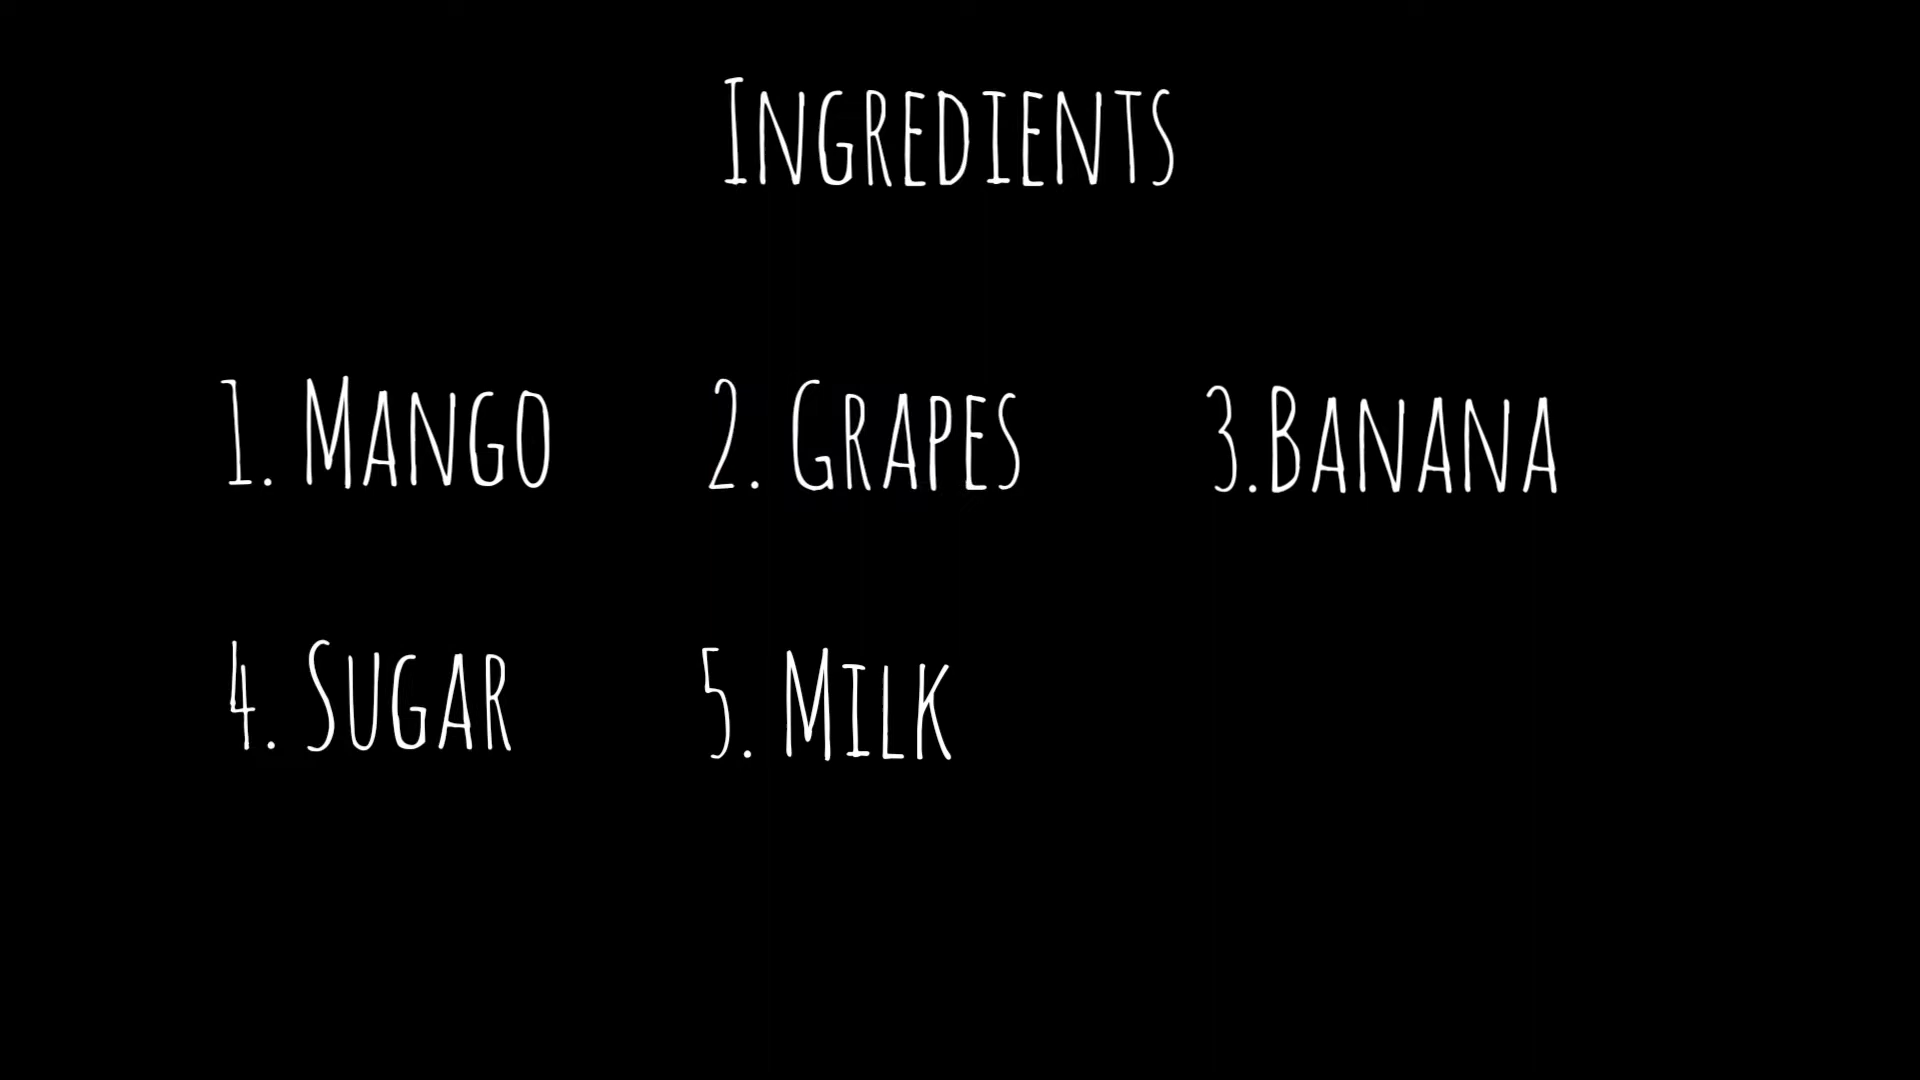 Ingredients
1. Mango 2. Grapes 3.Banana
4. Sugar 5. Milk